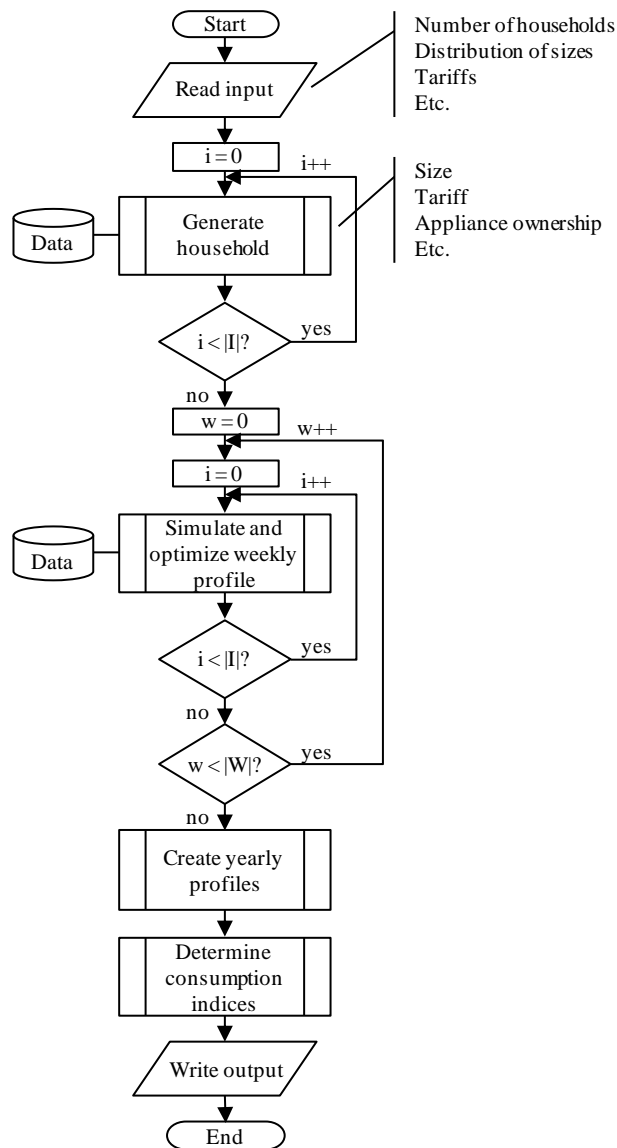 Start
Number of households
Distribution of sizes
Tariffs
Etc.
Read input
i = 0
i++
Size
Tariff
Appliance ownership
Etc.
Data
Generate
household
i < |I|?
yes
no
w = 0
w++
i = 0
i++
Data
Simulate and
optimize weekly
profile
i < |I|?
yes
no
w < |W|?
yes
no
Create yearly
profiles
Determine
consumption
indices
Write output
End